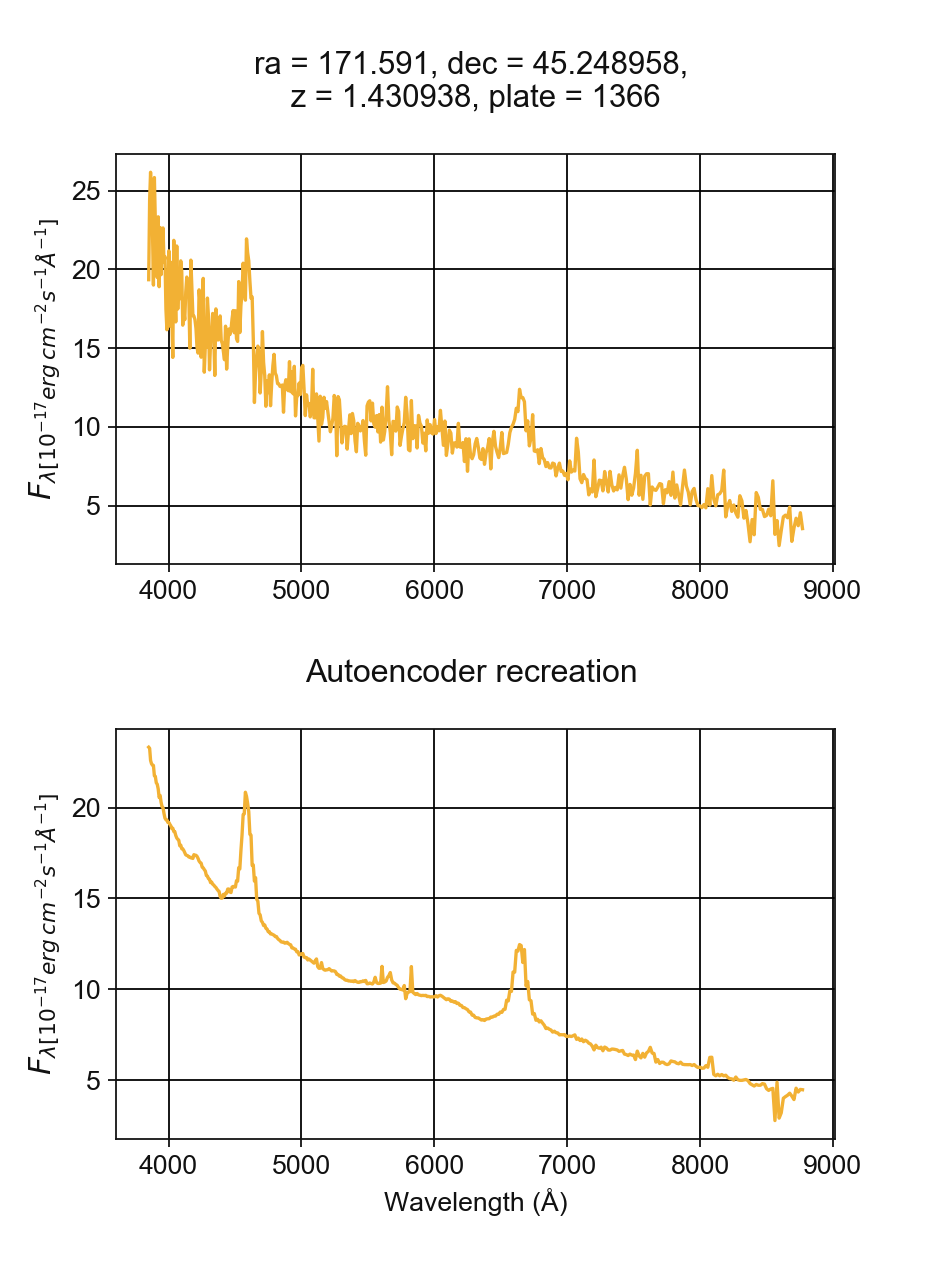 ra = 171.591, dec = 45.248958,
z = 1.430938, plate = 1366
25
20
15
10
5
F_λ[10⁻¹⁷erg cm⁻²s⁻¹Å⁻¹]
4000 5000 6000 7000 8000 9000
Autoencoder recreation
20
15
10
5
F_λ[10⁻¹⁷erg cm⁻²s⁻¹Å⁻¹]
4000 5000 6000 7000 8000 9000
Wavelength (Å)